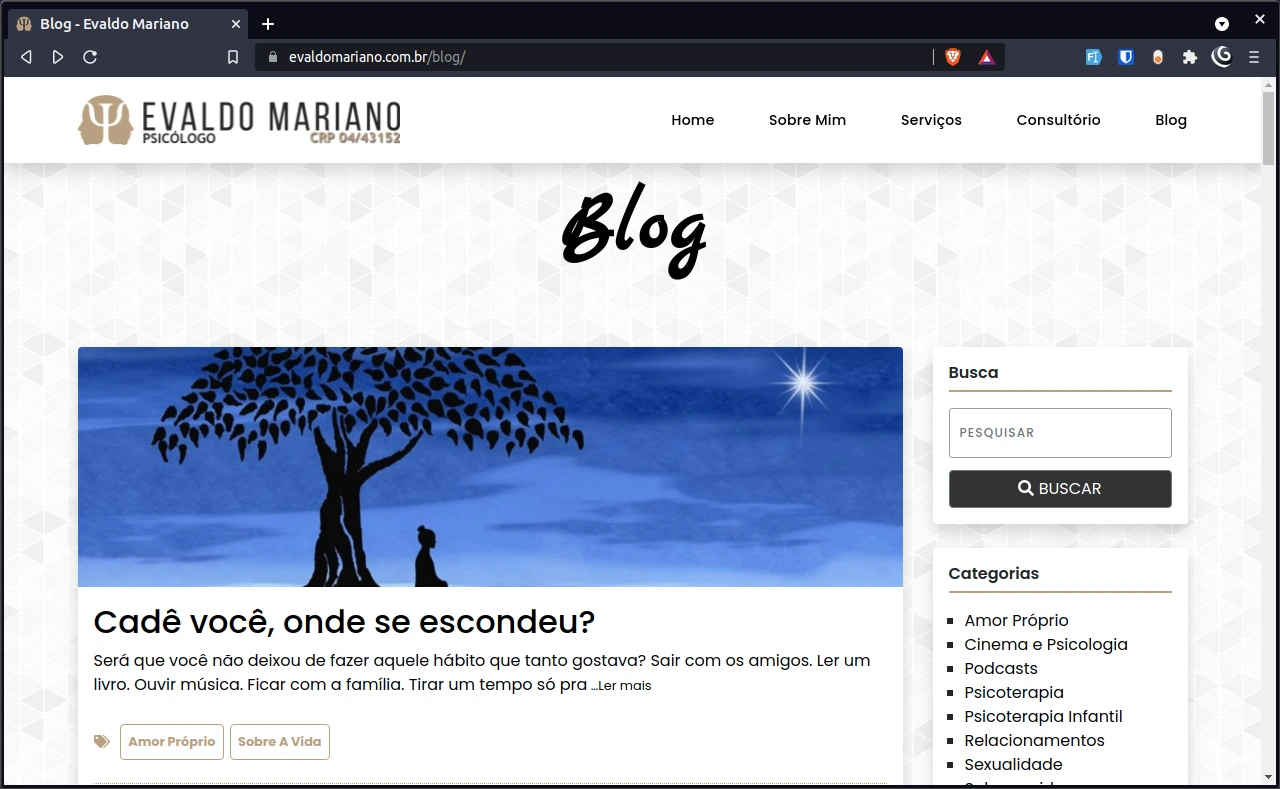 Blog - Evaldo Mariano
evaldomariano.com.br/blog/
EVALDO MARIANO
PSICÓLOGO
CRP 04/43152
Home
Sobre Mim
Serviços
Consultório
Blog
Blog
Cadê você, onde se escondeu?
Será que você não deixou de fazer aquele hábito que tanto gostava? Sair com os amigos. Ler um
livro. Ouvir música. Ficar com a família. Tirar um tempo só pra ...Ler mais
Amor Próprio
Sobre A Vida
Busca
PESQUISAR
BUSCAR
Categorias
Amor Próprio
Cinema e Psicologia
Podcasts
Psicoterapia
Psicoterapia Infantil
Relacionamentos
Sexualidade